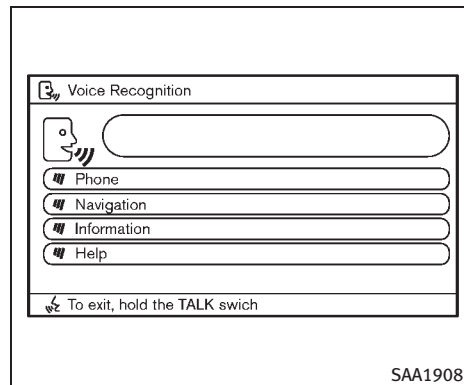 Voice Recognition
Phone
Navigation
Information
Help
To exit, hold the TALK swich
SAA1908